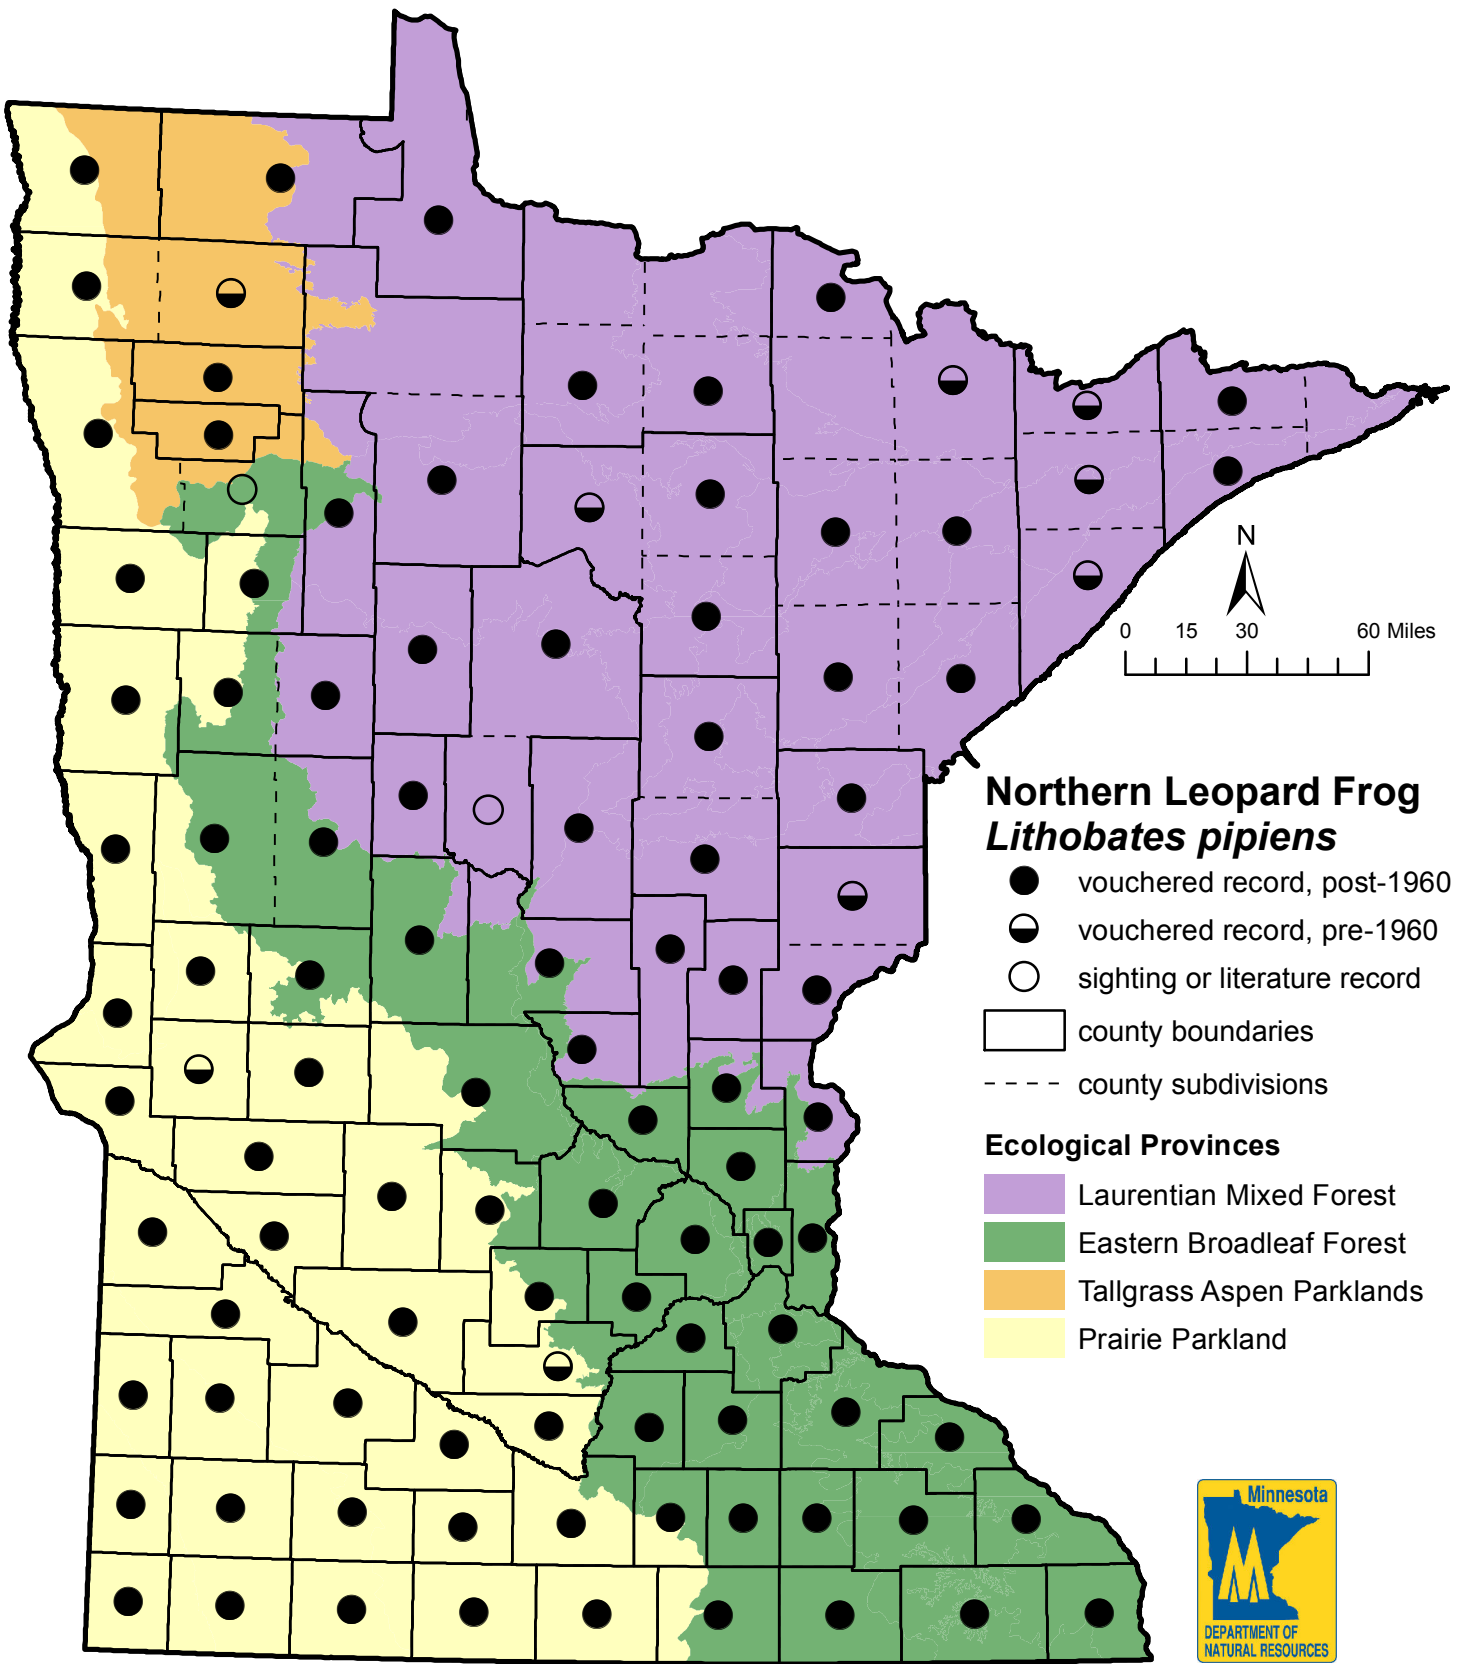 N
0 15 30 60 Miles
Northern Leopard Frog
Lithobates pipiens
vouchered record, post-1960
vouchered record, pre-1960
sighting or literature record
county boundaries
county subdivisions
Ecological Provinces
Laurentian Mixed Forest
Eastern Broadleaf Forest
Tallgrass Aspen Parklands
Prairie Parkland
Minnesota
DEPARTMENT OF
NATURAL RESOURCES